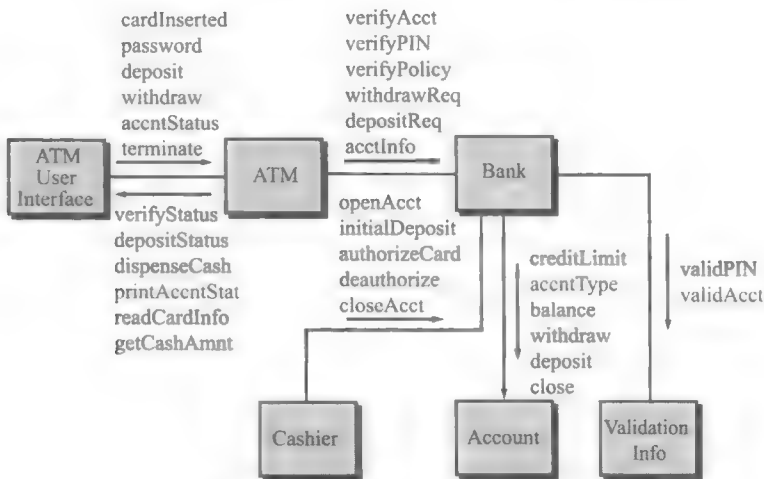 cardInserted
password
deposit
withdraw
accntStatus
terminate
verifyAcct
verifyPIN
verifyPolicy
withdrawReq
depositReq
acctInfo
ATM
User
Interface
ATM
Bank
verifyStatus
depositStatus
dispenseCash
printAccntStat
readCardInfo
getCashAmnt
openAcct
initialDeposit
authorizeCard
deauthorize
closeAcct
creditLimit
accntType
balance
withdraw
deposit
close
validPIN
validAcct
Cashier
Account
Validation
Info